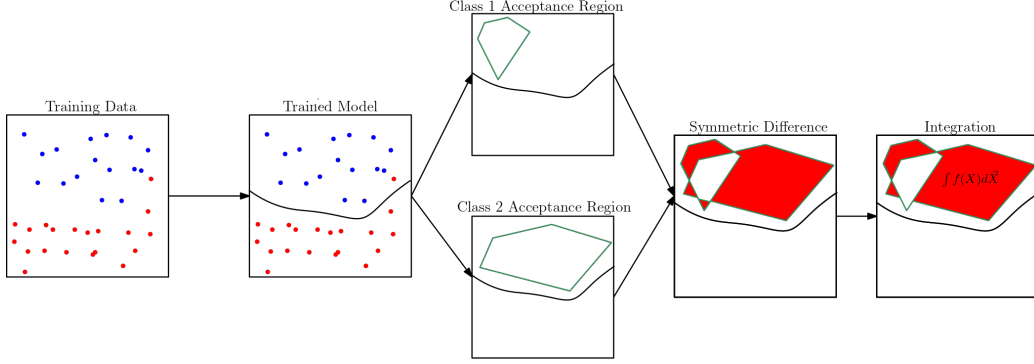 Training Data
Trained Model
Class 1 Acceptance Region
Class 2 Acceptance Region
Symmetric Difference
Integration
∫ f(X)dX̄